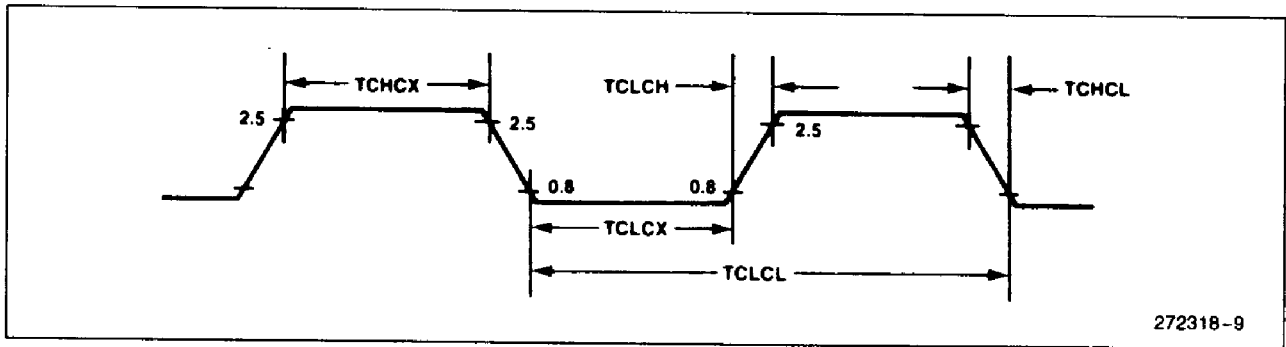 TCHCX
TCLCH
TCHCL
2.5
2.5
2.5
0.8
0.8
TCLCX
TCLCL
272318-9